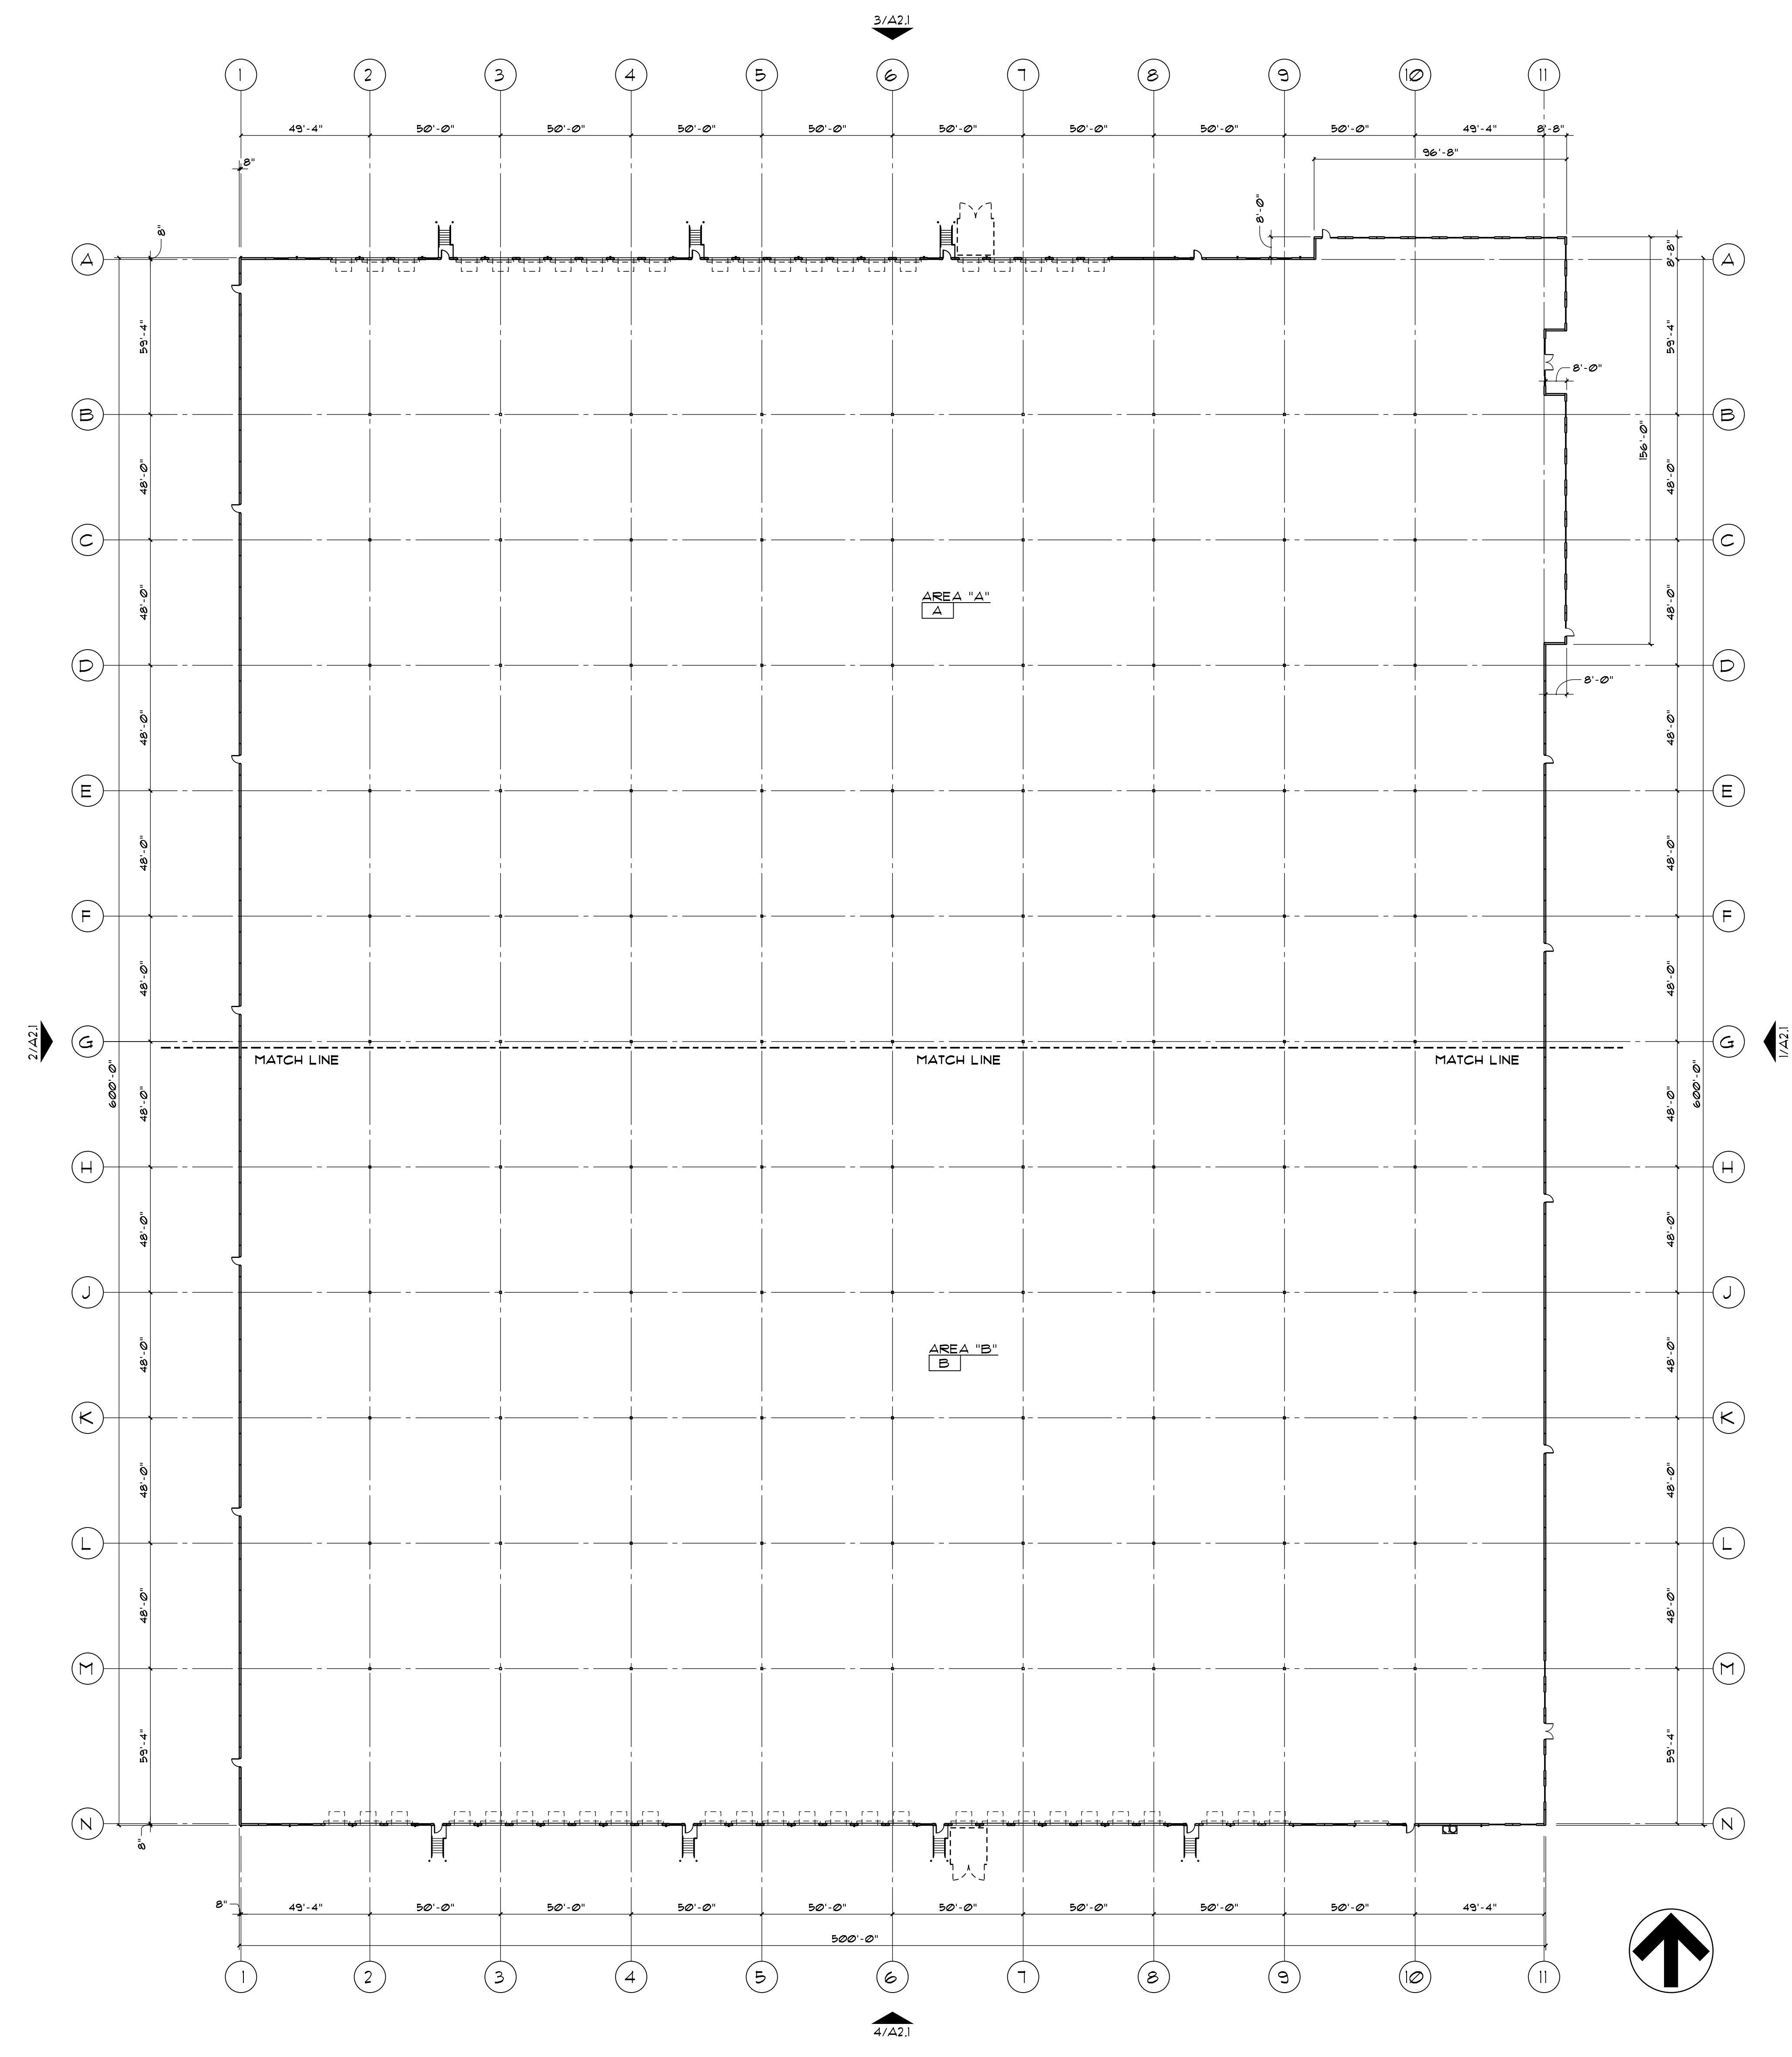 3/A2.1
1 2 3 4 5 6 7 8 9 10 11
49'-4" 50'-0" 50'-0" 50'-0" 50'-0" 50'-0" 50'-0" 50'-0" 50'-0" 49'-4" 8'-8"
96'-8"
8"
8'-0"
8"
8'-8"
A A
59'-4" 59'-4"
8'-0"
B B
156'-0"
48'-0" 48'-0"
C C
AREA "A"
A
48'-0" 48'-0"
D D
8'-0"
48'-0" 48'-0"
E E
48'-0" 48'-0"
F F
48'-0" 48'-0"
2/A2.1 G G 1/A2.1
MATCH LINE MATCH LINE MATCH LINE
600'-0" 600'-0"
48'-0" 48'-0"
H H
48'-0" 48'-0"
J J
AREA "B"
B
48'-0" 48'-0"
K K
48'-0" 48'-0"
L L
48'-0" 48'-0"
M M
59'-4" 59'-4"
N N
8"
8"
49'-4" 50'-0" 50'-0" 50'-0" 50'-0" 50'-0" 50'-0" 50'-0" 50'-0" 49'-4"
500'-0"
1 2 3 4 5 6 7 8 9 10 11
4/A2.1